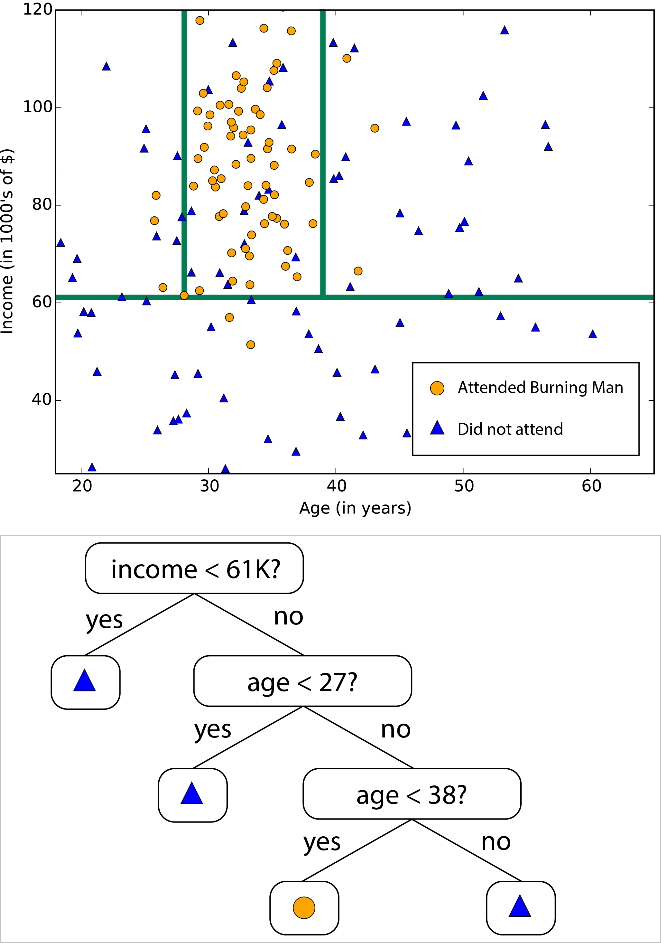 120
100
80
60
40
Income (in 1000's of $)
Attended Burning Man
Did not attend
20 30 40 50 60
Age (in years)
income < 61K?
yes no
age < 27?
yes no
age < 38?
yes no